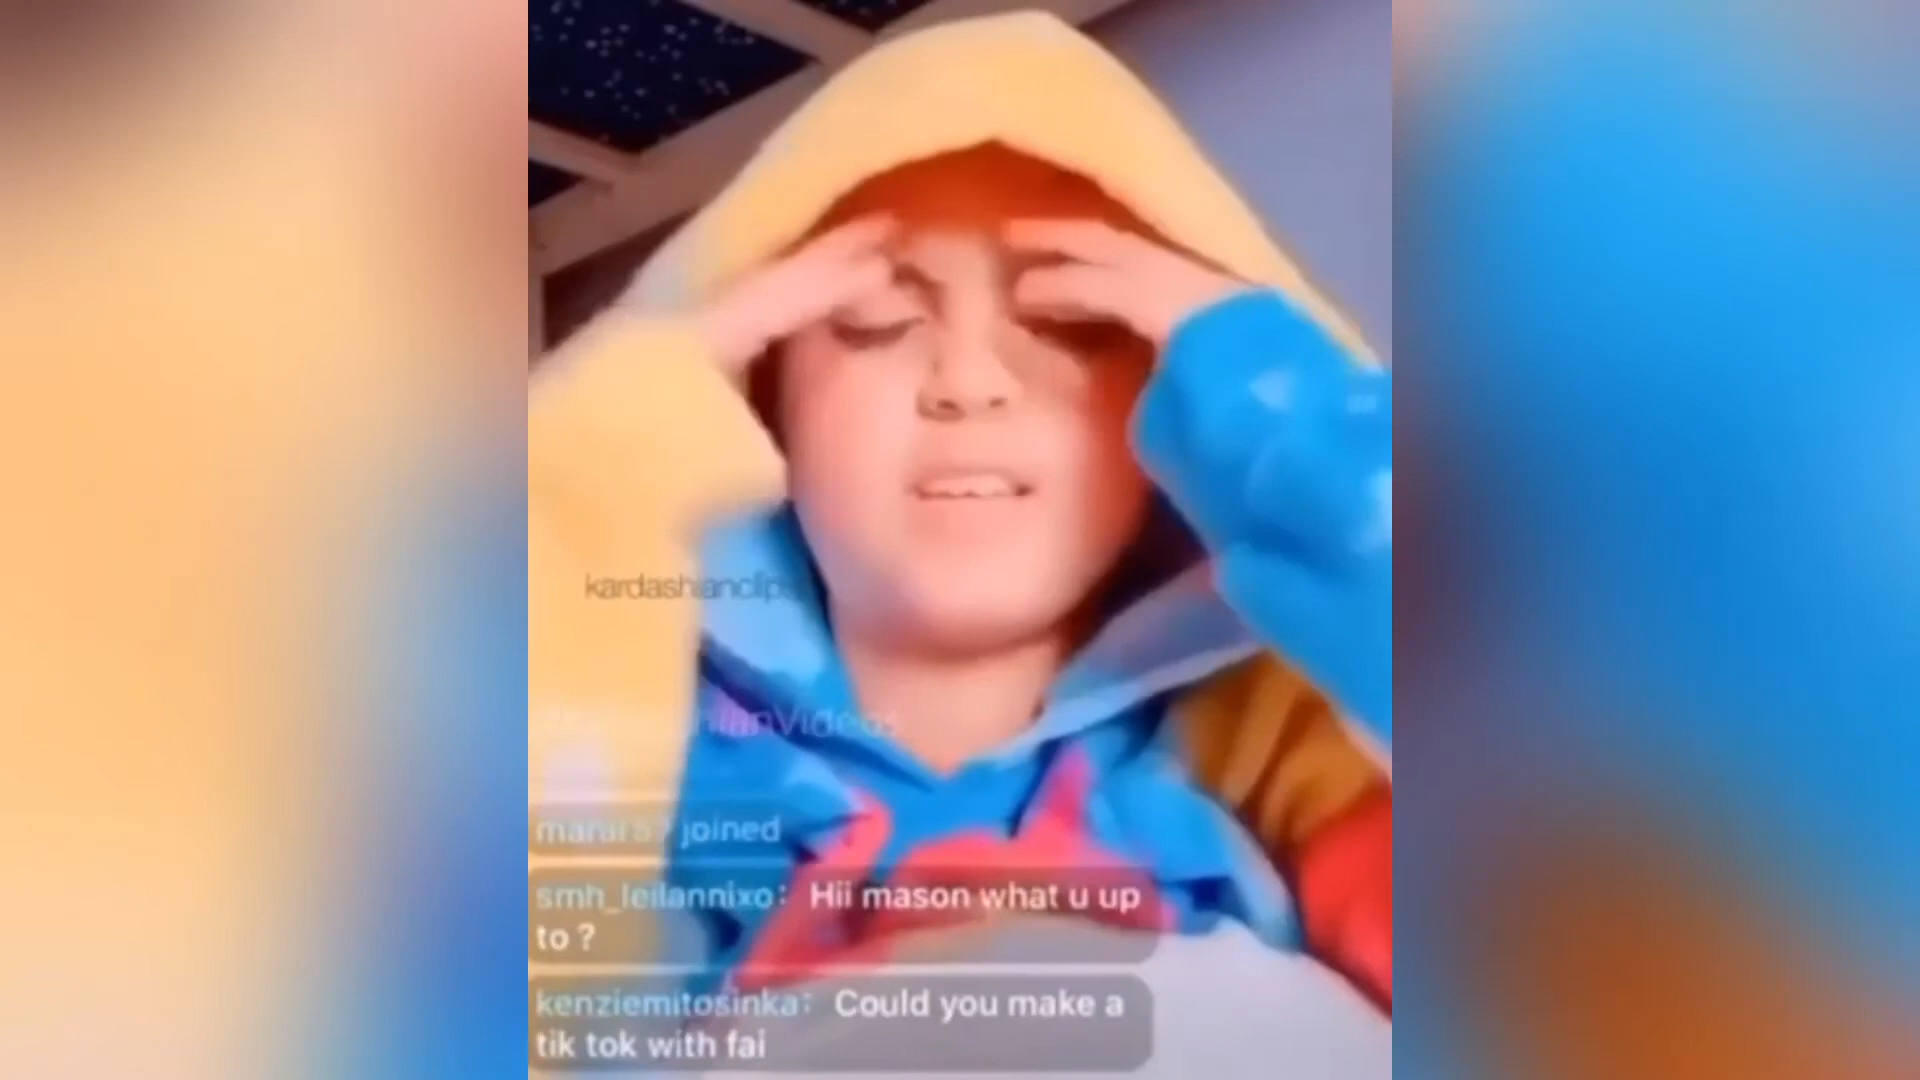 kardashianclips
joined
smh_leilannixo: Hii mason what u up
to ?
kenziemitosinka: Could you make a
tik tok with fai